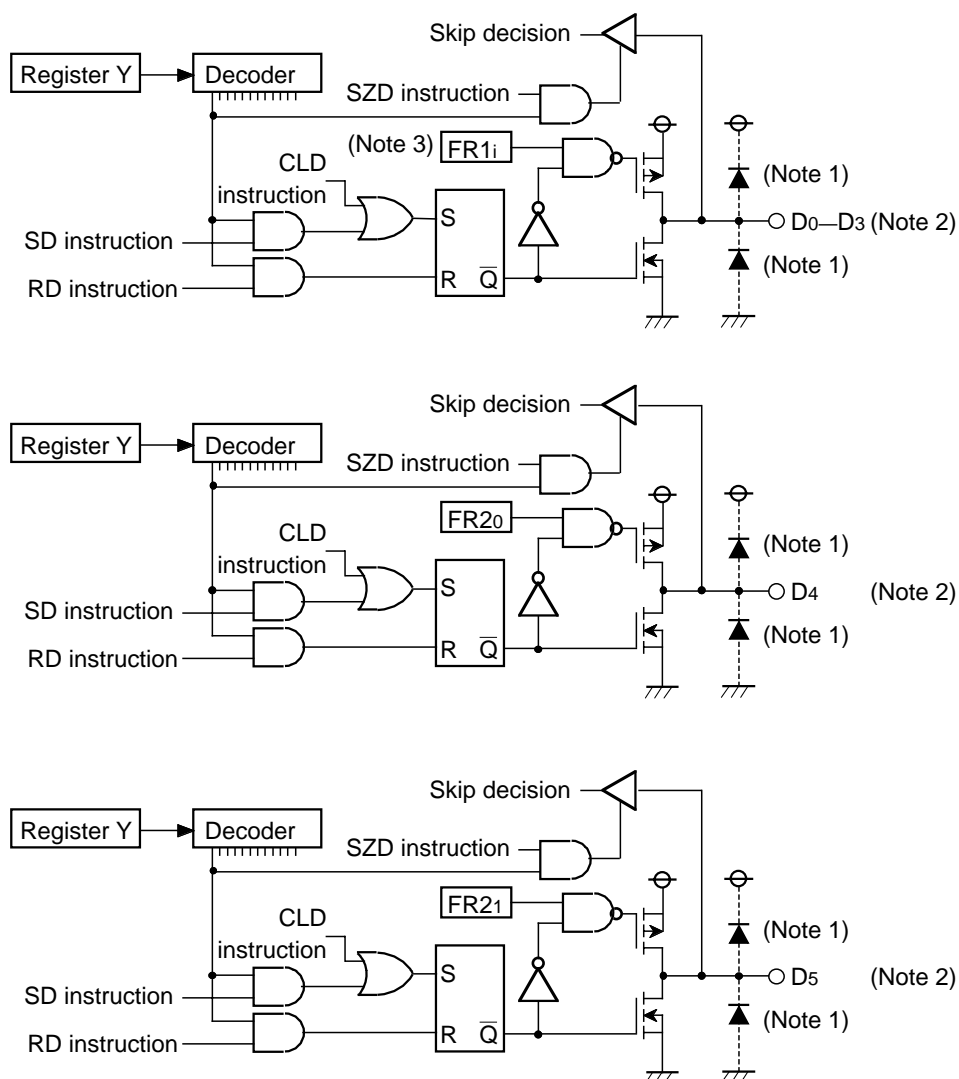 Skip decision
Register Y
Decoder
SZD instruction
(Note 3)
FR1i
CLD
instruction
(Note 1)
S
D0—D3 (Note 2)
SD instruction
(Note 1)
R
Q̅
RD instruction
Skip decision
Register Y
Decoder
SZD instruction
FR20
CLD
instruction
(Note 1)
S
D4
(Note 2)
SD instruction
(Note 1)
R
Q̅
RD instruction
Skip decision
Register Y
Decoder
SZD instruction
FR21
CLD
instruction
(Note 1)
S
D5
(Note 2)
SD instruction
(Note 1)
R
Q̅
RD instruction